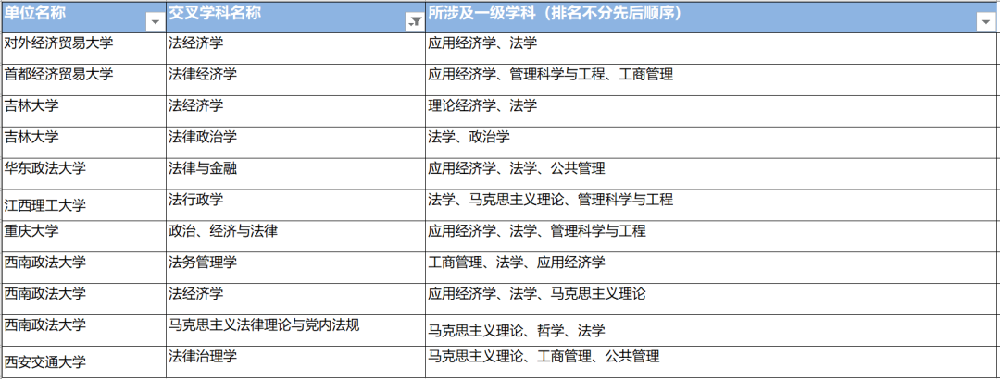 单位名称 交叉学科名称 所涉及一级学科（排名不分先后顺序）
对外经济贸易大学 法经济学 应用经济学、法学
首都经济贸易大学 法律经济学 应用经济学、管理科学与工程、工商管理
吉林大学 法经济学 理论经济学、法学
吉林大学 法律政治学 法学、政治学
华东政法大学 法律与金融 应用经济学、法学、公共管理
江西理工大学 法行政学 法学、马克思主义理论、管理科学与工程
重庆大学 政治、经济与法律 应用经济学、法学、管理科学与工程
西南政法大学 法务管理学 工商管理、法学、应用经济学
西南政法大学 法经济学 应用经济学、法学、马克思主义理论
西南政法大学 马克思主义法律理论与党内法规 马克思主义理论、哲学、法学
西安交通大学 法律治理学 马克思主义理论、工商管理、公共管理